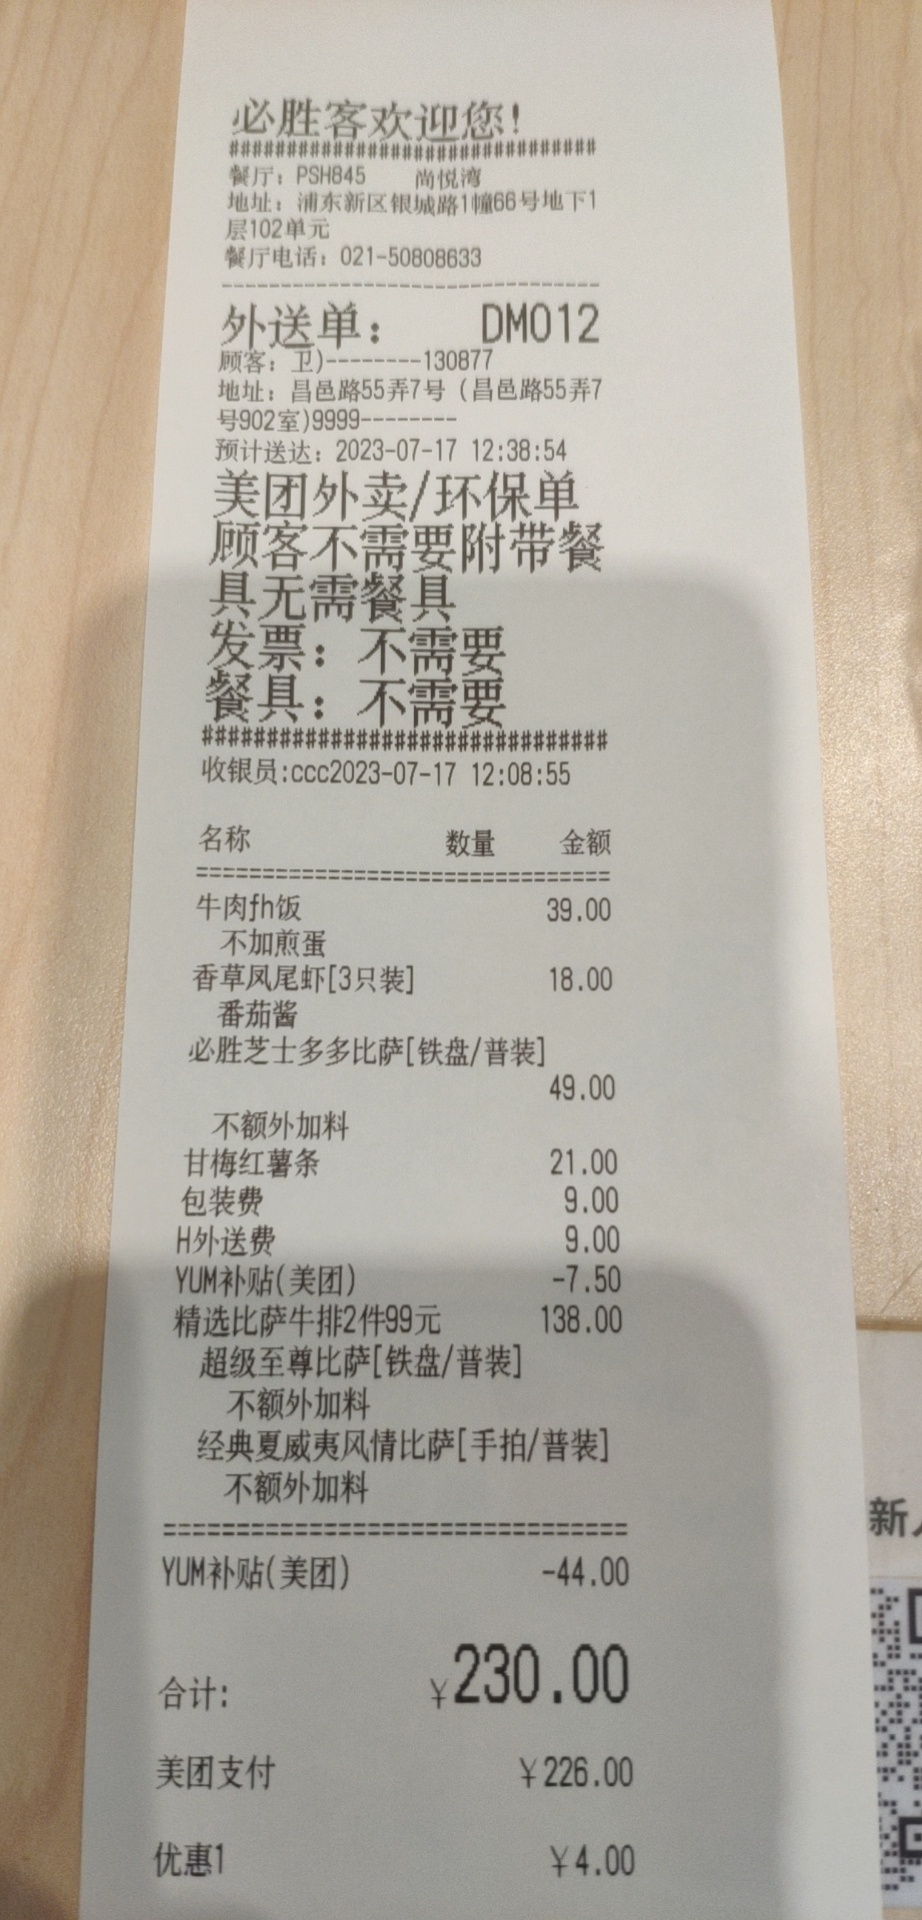 必胜客欢迎您!
################################
餐厅: PSH845 尚悦湾
地址: 浦东新区银城路1幢66号地下1
层102单元
餐厅电话: 021-50808633
--------------------------------
外送单: DM012
顾客: 卫)--------130877
地址: 昌邑路55弄7号 (昌邑路55弄7
号902室)9999--------
预计送达: 2023-07-17 12:38:54
美团外卖/环保单
顾客不需要附带餐
具无需餐具
发票: 不需要
餐具: 不需要
################################
收银员:ccc2023-07-17 12:08:55
名称 数量 金额
================================
牛肉fh饭 39.00
不加煎蛋
香草凤尾虾[3只装] 18.00
番茄酱
必胜芝士多多比萨[铁盘/普装]
49.00
不额外加料
甘梅红薯条 21.00
包装费 9.00
H外送费 9.00
YUM补贴(美团) -7.50
精选比萨牛排2件99元 138.00
超级至尊比萨[铁盘/普装]
不额外加料
经典夏威夷风情比萨[手拍/普装]
不额外加料
================================
YUM补贴(美团) -44.00
合计: ¥230.00
美团支付 ¥226.00
优惠1 ¥4.00
新